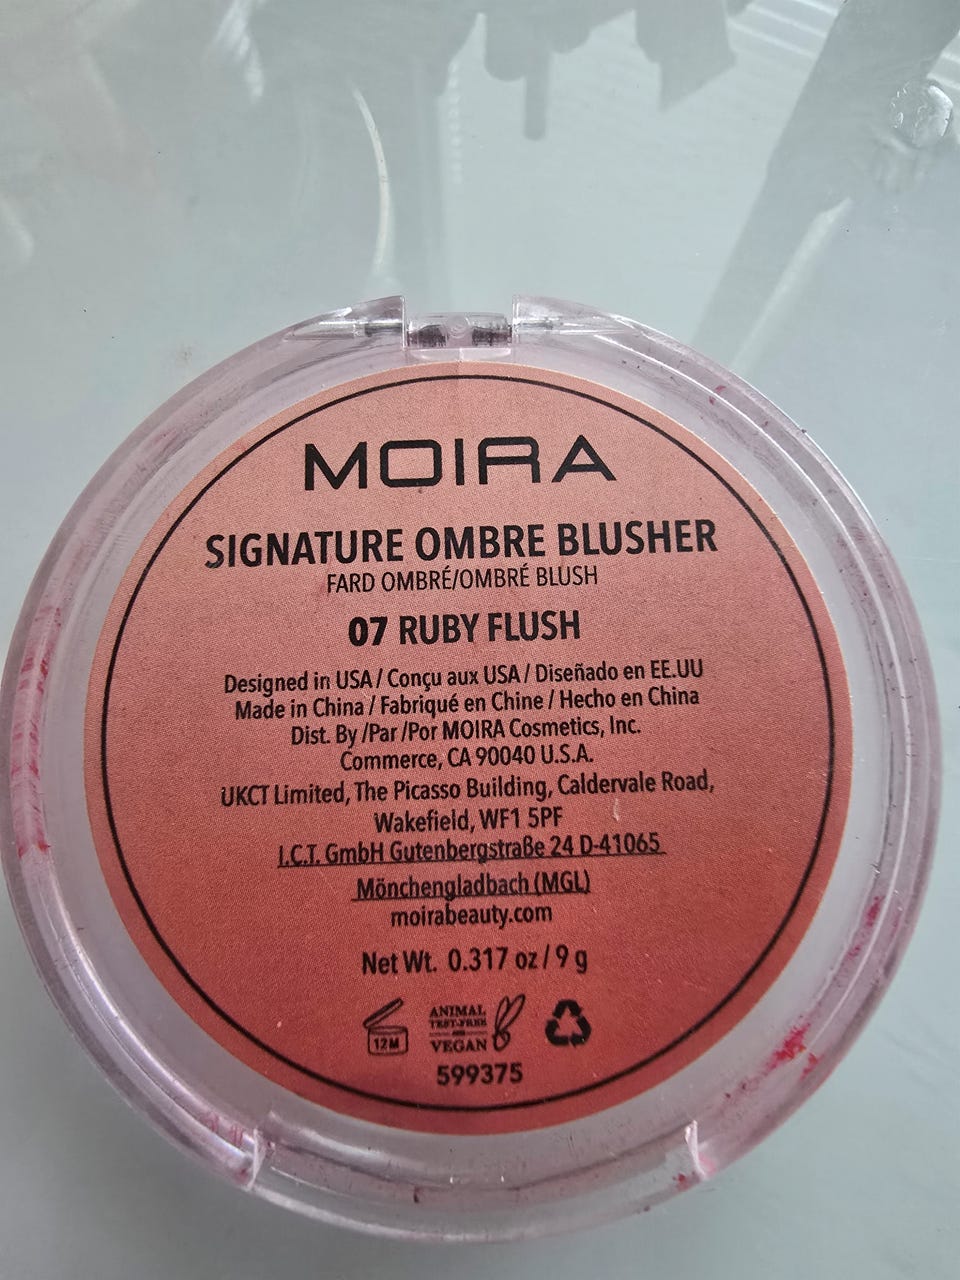 MOIRA
SIGNATURE OMBRE BLUSHER
FARD OMBRÉ/OMBRÉ BLUSH
07 RUBY FLUSH
Designed in USA / Conçu aux USA / Diseñado en EE.UU
Made in China / Fabriqué en Chine / Hecho en China
Dist. By /Par /Por MOIRA Cosmetics, Inc.
Commerce, CA 90040 U.S.A.
UKCT Limited, The Picasso Building, Caldervale Road,
Wakefield, WF1 5PF
I.C.T. GmbH Gutenbergstraße 24 D-41065
Mönchengladbach (MGL)
moirabeauty.com
Net Wt. 0.317 oz / 9 g
12M
ANIMAL
TEST-FREE
AND
VEGAN
599375